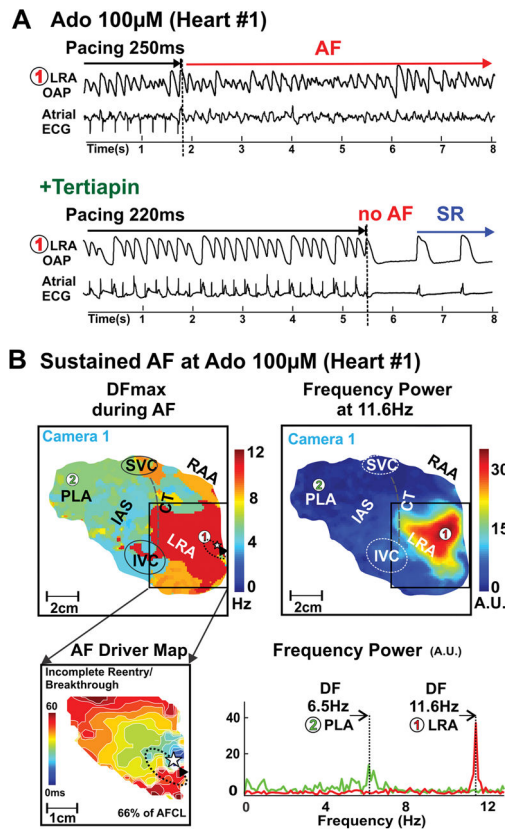 A Ado 100µM (Heart #1)
Pacing 250ms AF
1 LRA
OAP
Atrial
ECG
Time(s) 1 2 3 4 5 6 7 8
+Tertiapin
Pacing 220ms no AF SR
1 LRA
OAP
Atrial
ECG
Time(s) 1 2 3 4 5 6 7 8
B Sustained AF at Ado 100µM (Heart #1)
DFmax
during AF
Camera 1
SVC
RAA
2
PLA
IAS
CT
1
LRA
IVC
2cm
12
8
4
0
Hz
Frequency Power
at 11.6Hz
Camera 1
SVC
RAA
2
PLA
IAS
CT
1
LRA
IVC
2cm
30
15
0
A.U.
AF Driver Map
Incomplete Reentry/
Breakthrough
60
0ms
1cm
66% of AFCL
Frequency Power (A.U.)
DF DF
6.5Hz 11.6Hz
2 PLA 1 LRA
40
20
0
4 8 12
Frequency (Hz)